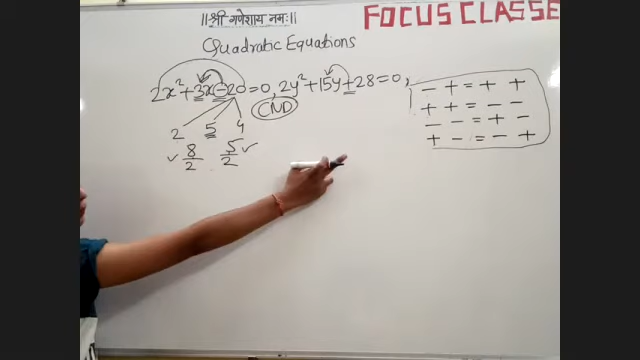 ||श्री गणेशाय नमः||
FOCUS CLASSE
Quadratic Equations
2x²+3x-20=0, 2y²+15y+28=0,
CND
2 5 4
✓ 8/2 5/2 ✓
- + = + +
+ + = - -
- - = + -
+ - = - +